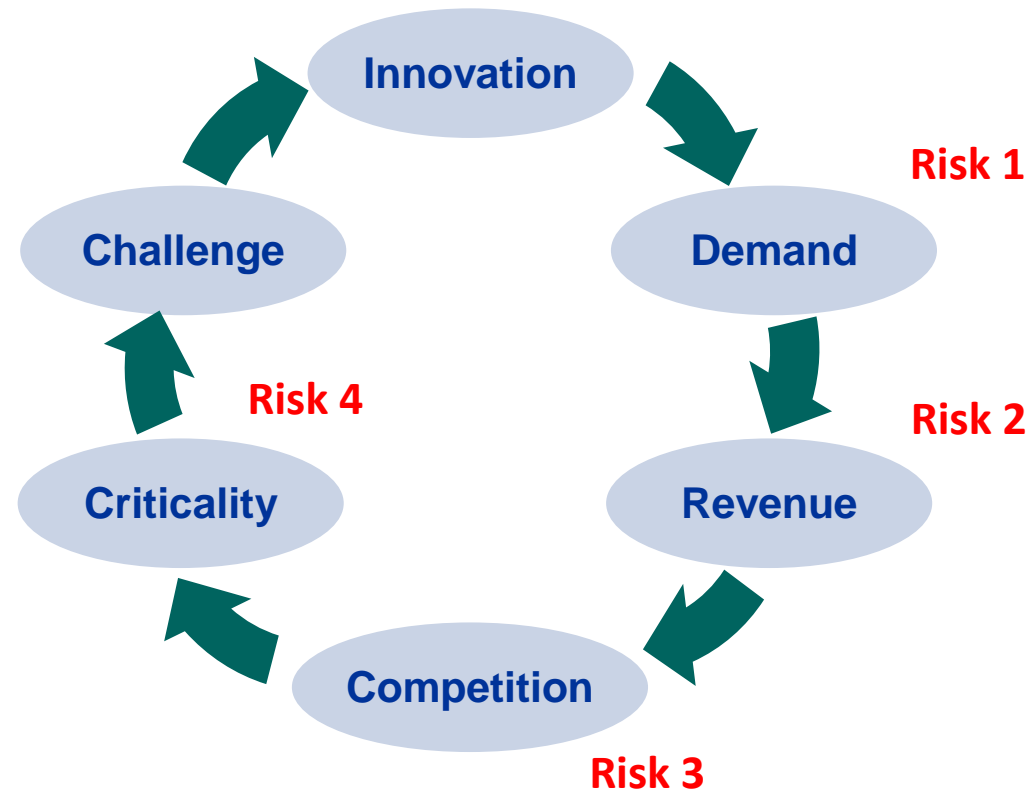 Innovation
Risk 1
Challenge
Demand
Risk 4
Risk 2
Criticality
Revenue
Competition
Risk 3